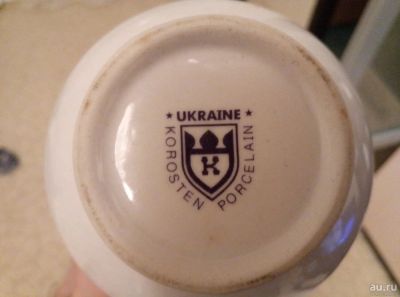 ★ UKRAINE ★
KOROSTEN PORCELAIN
K
au.ru